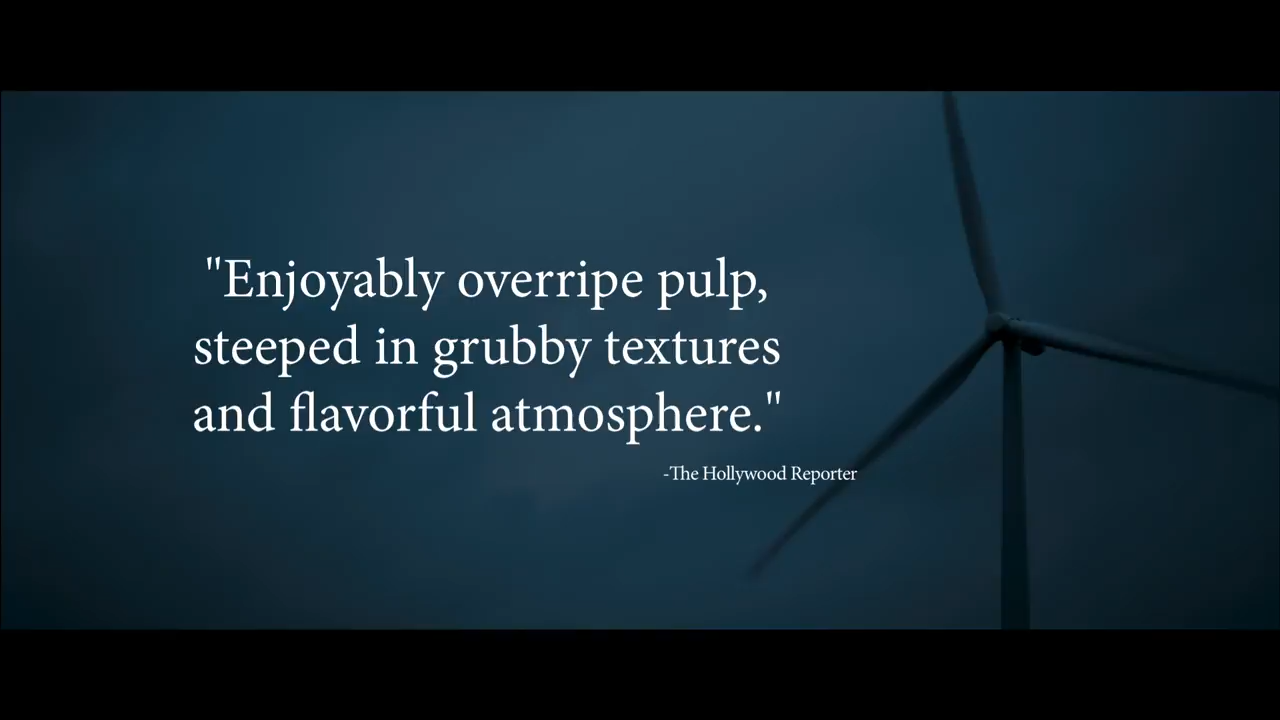 "Enjoyably overripe pulp,
steeped in grubby textures
and flavorful atmosphere."
-The Hollywood Reporter